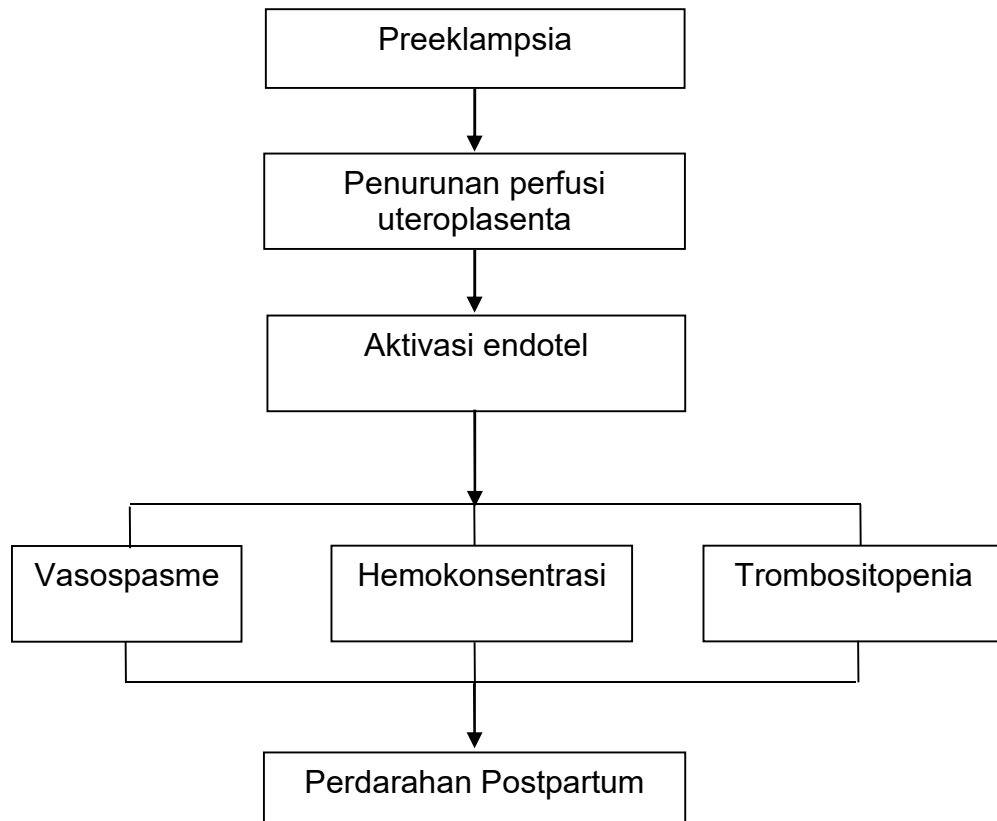 Preeklampsia
Penurunan perfusi
uteroplasenta
Aktivasi endotel
Vasospasme
Hemokonsentrasi
Trombositopenia
Perdarahan Postpartum